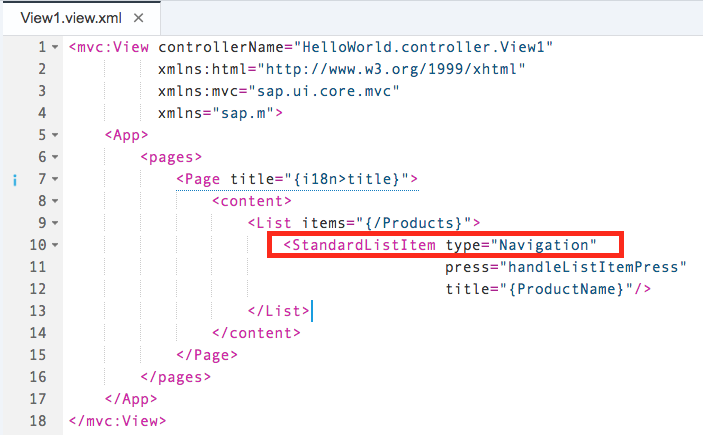 View1.view.xml ×
1 <mvc:View controllerName="HelloWorld.controller.View1"
2 xmlns:html="http://www.w3.org/1999/xhtml"
3 xmlns:mvc="sap.ui.core.mvc"
4 xmlns="sap.m">
5 <App>
6 <pages>
i 7 <Page title="{i18n>title}">
8 <content>
9 <List items="{/Products}">
10 <StandardListItem type="Navigation"
11 press="handleListItemPress"
12 title="{ProductName}"/>
13 </List>
14 </content>
15 </Page>
16 </pages>
17 </App>
18 </mvc:View>